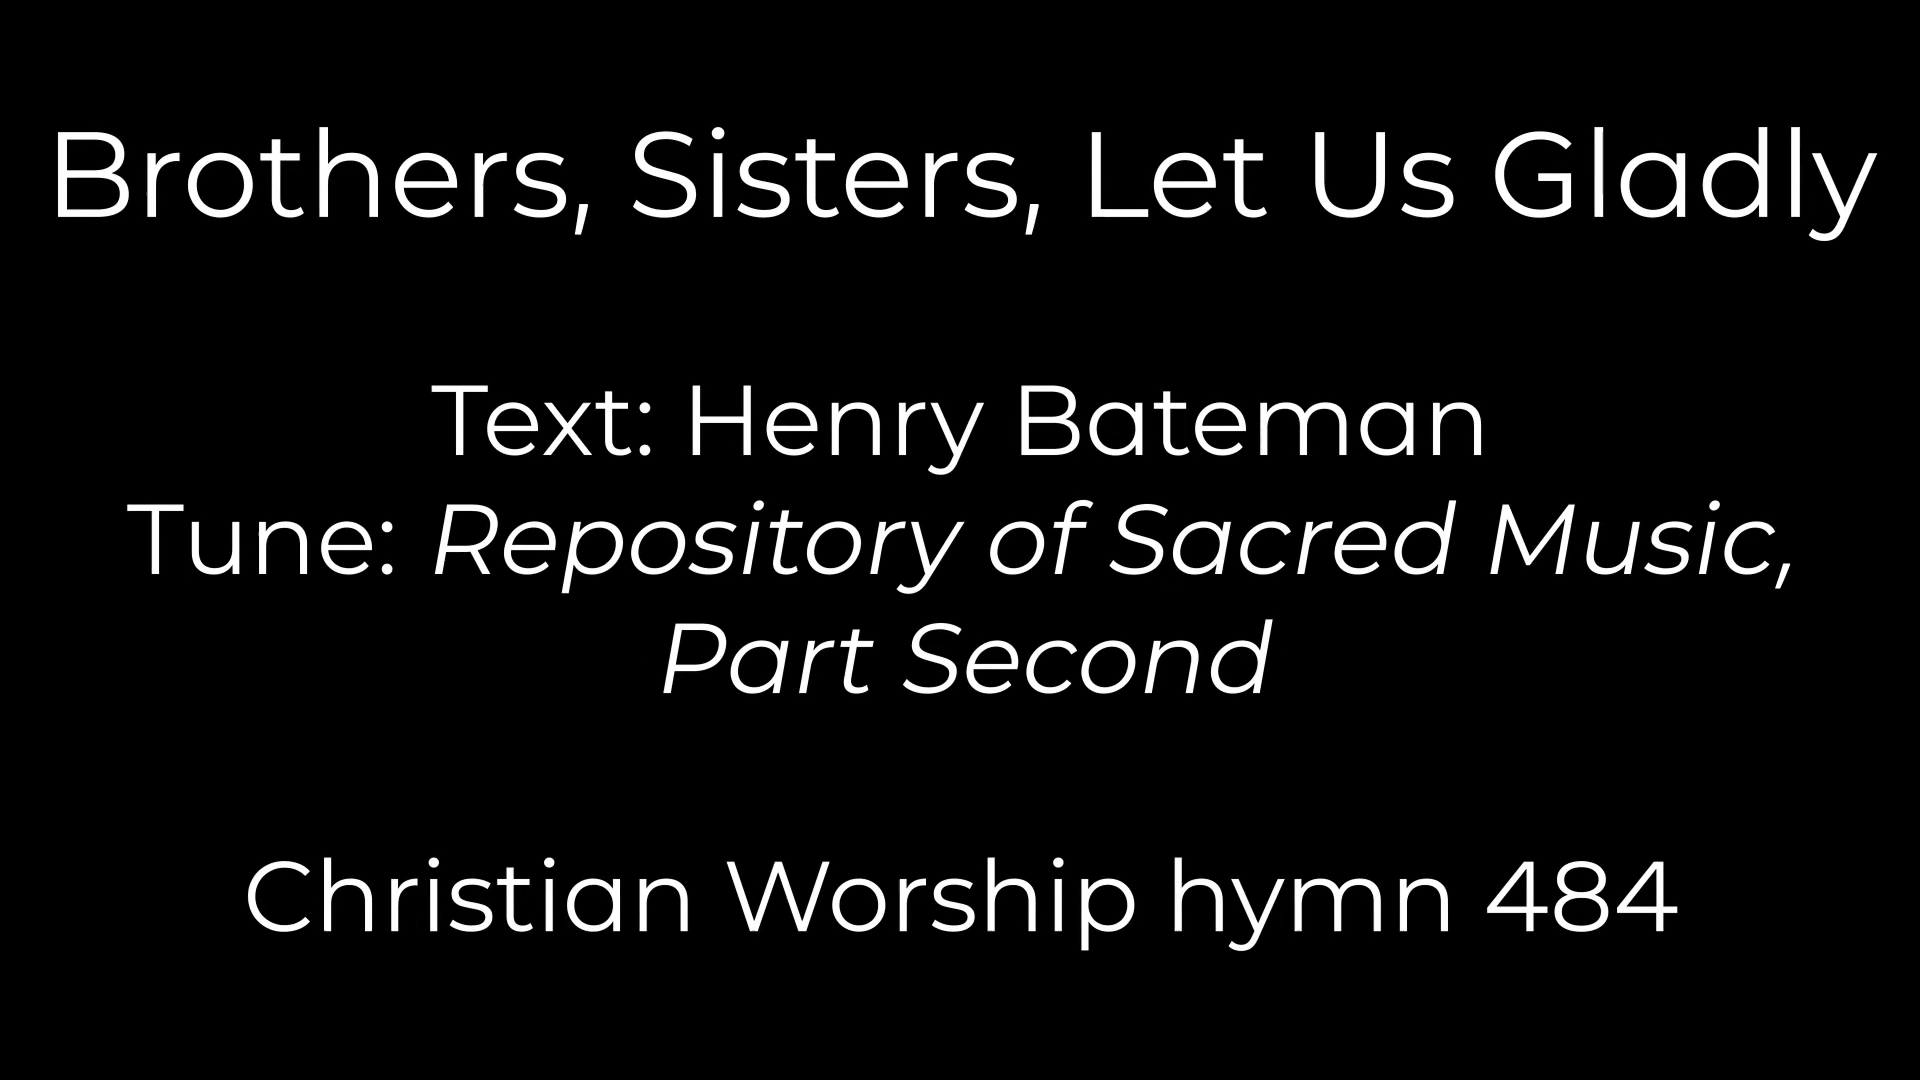 Brothers, Sisters, Let Us Gladly
Text: Henry Bateman
Tune: Repository of Sacred Music,
Part Second
Christian Worship hymn 484